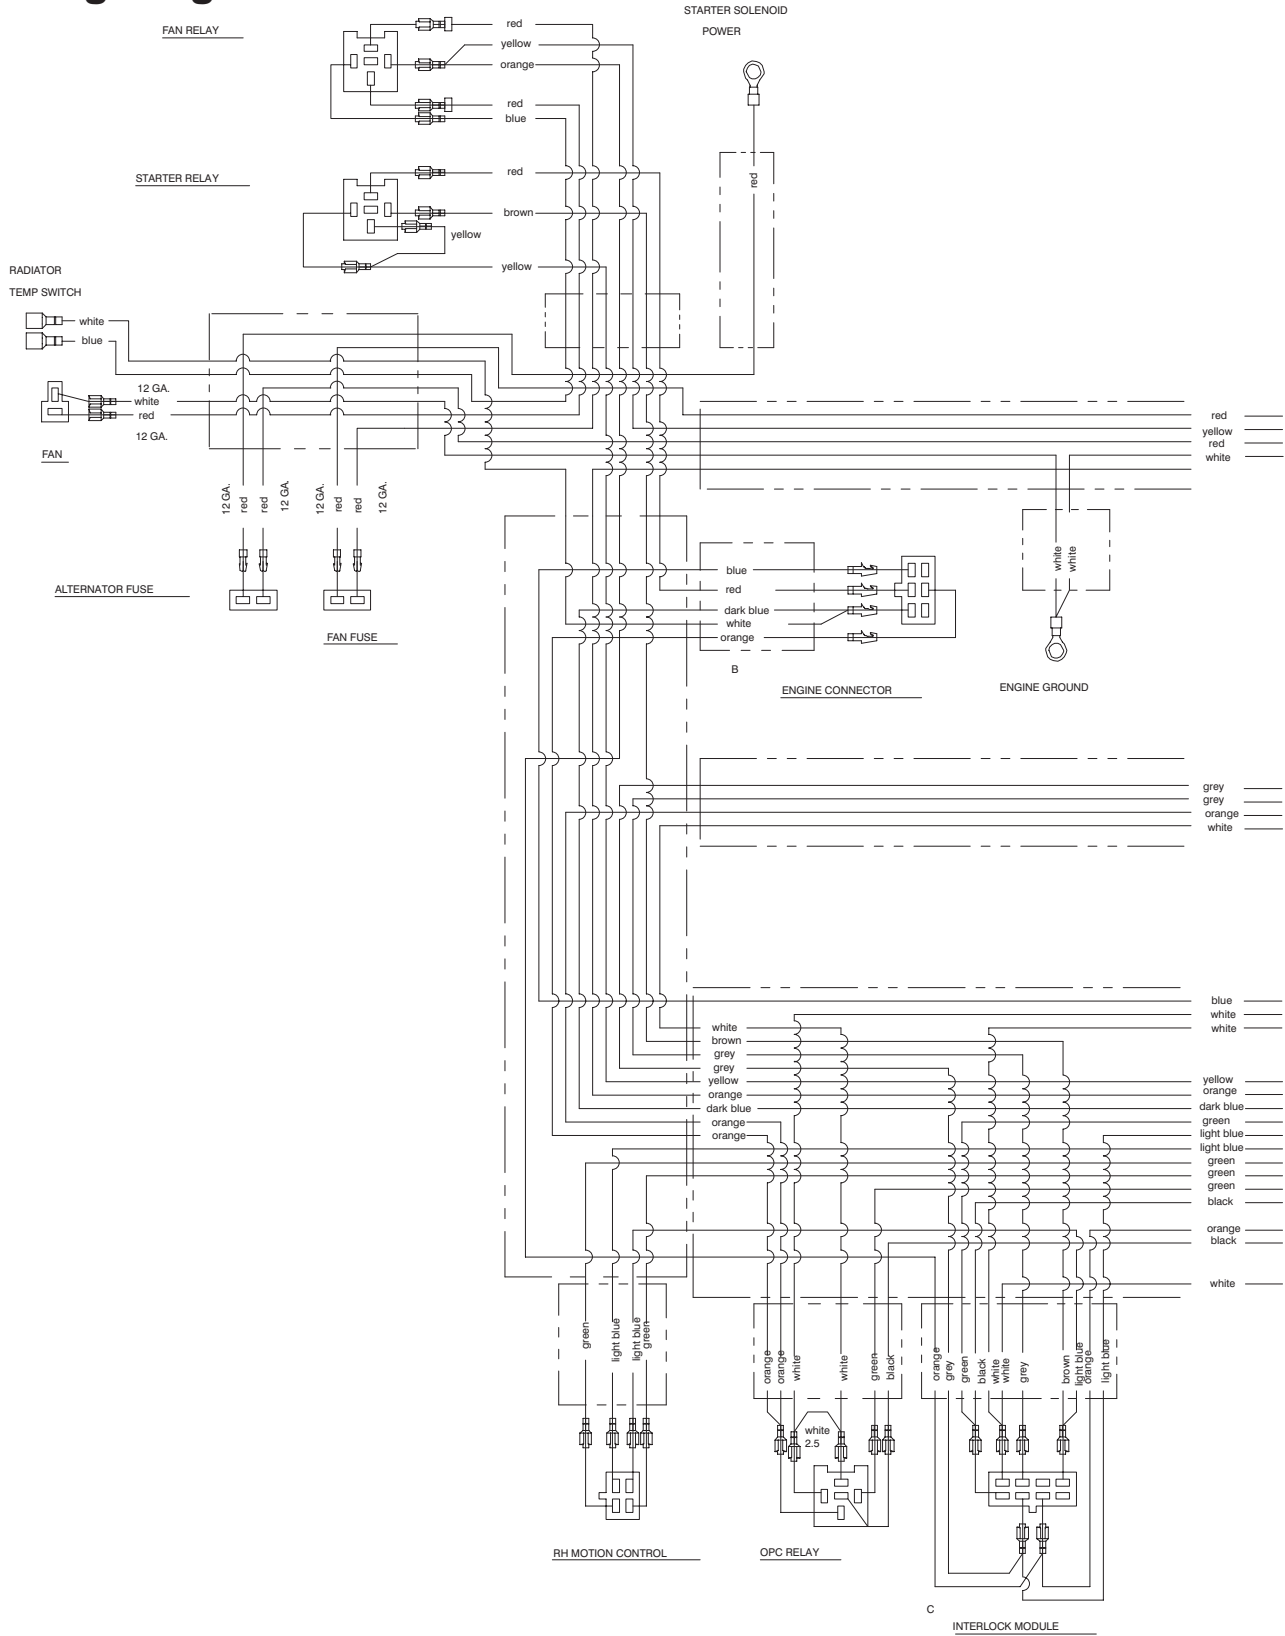 STARTER SOLENOID
POWER
FAN RELAY
red
yellow
orange
red
blue
STARTER RELAY
red
red
brown
yellow
yellow
RADIATOR
TEMP SWITCH
white
blue
12 GA.
white
red
12 GA.
FAN
red
yellow
red
white
12 GA.
red
red
12 GA.
12 GA.
red
red
12 GA.
white
white
ALTERNATOR FUSE
FAN FUSE
blue
red
dark blue
white
orange
B
ENGINE CONNECTOR
ENGINE GROUND
grey
grey
orange
white
blue
white
white
white
brown
grey
grey
yellow
orange
dark blue
orange
orange
yellow
orange
dark blue
green
light blue
light blue
green
green
green
black
orange
black
white
green
light blue
light blue
green
orange
orange
white
white
green
black
orange
grey
green
black
white
white
grey
brown
light blue
orange
light blue
white
2.5
RH MOTION CONTROL
OPC RELAY
C
INTERLOCK MODULE